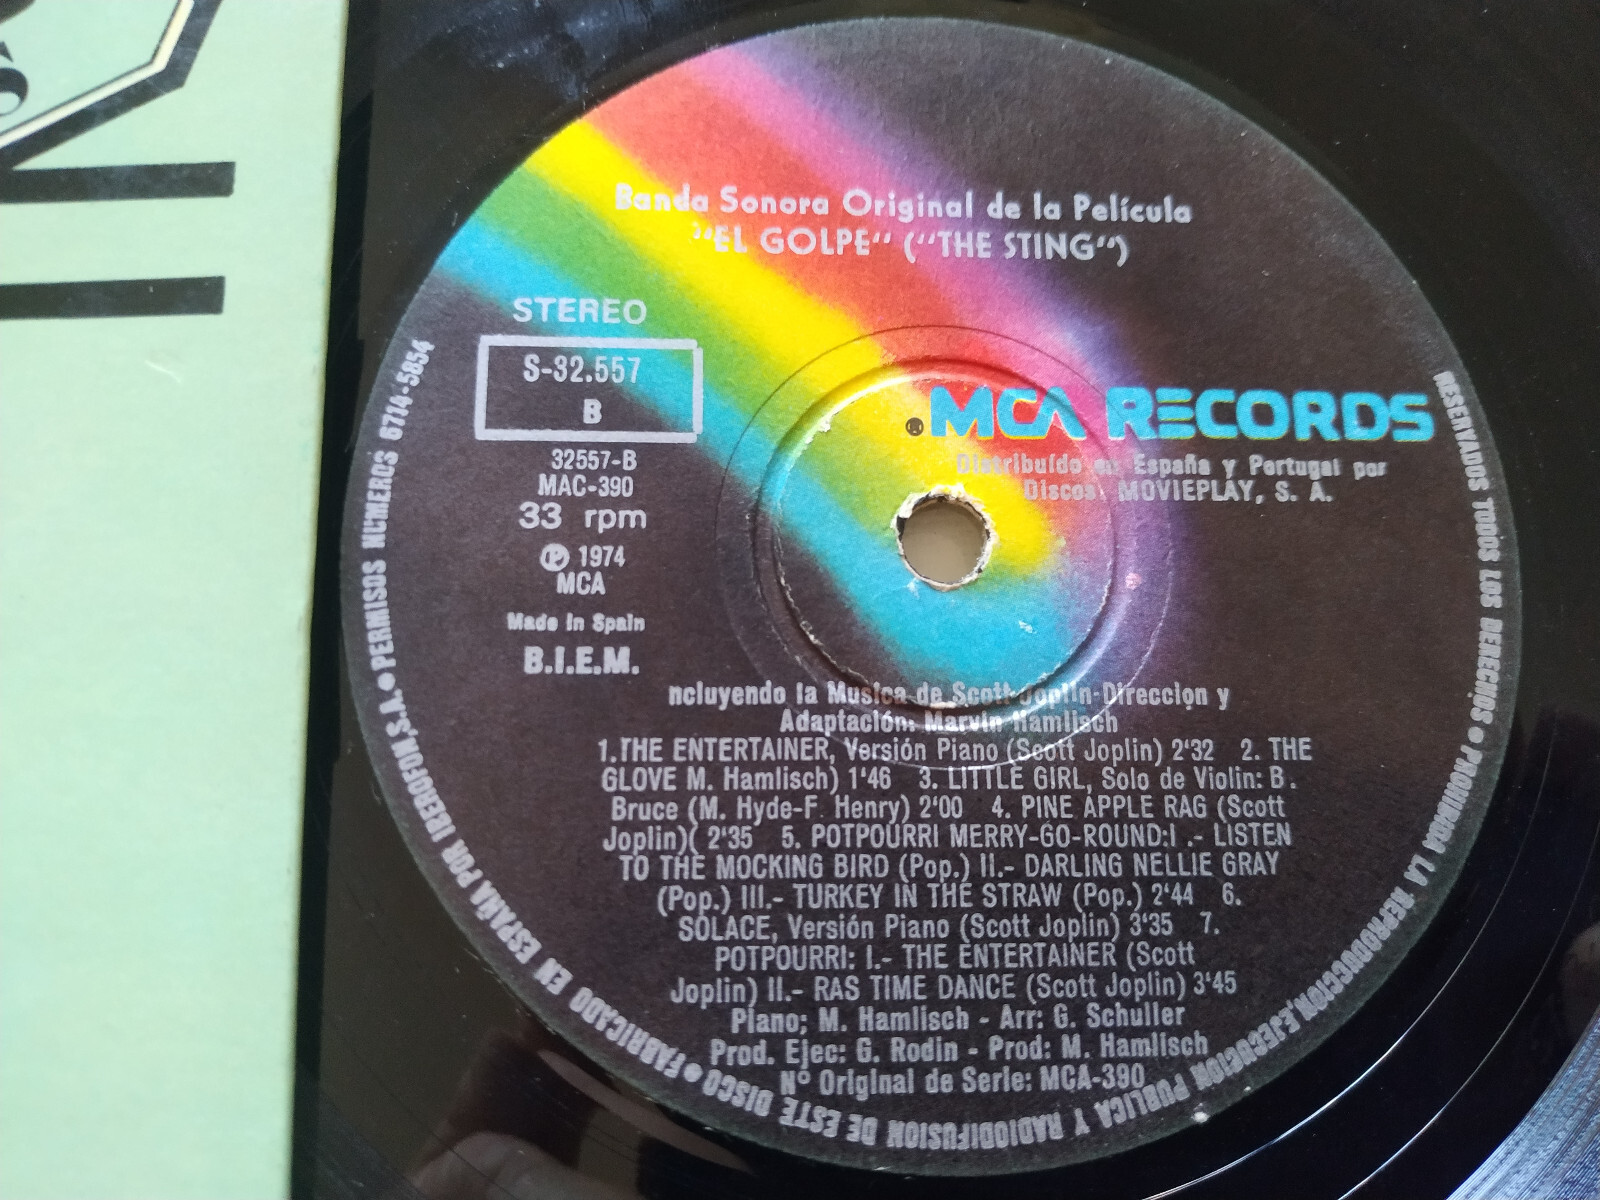 Banda Sonora Original de la Película
"EL GOLPE" ("THE STING")
STEREO
S-32.557
B
32557-B
MAC-390
33 rpm
Ⓟ 1974
MCA
Made in Spain
B.I.E.M.
MCA RECORDS
Distribuído en España y Portugal por
Discos MOVIEPLAY, S. A.
ncluyendo la Musica de Scott Joplin-Direccion y
Adaptación: Marvin Hamlisch
1.THE ENTERTAINER, Versión Piano (Scott Joplin) 2'32 2. THE
GLOVE M. Hamlisch) 1'46 3. LITTLE GIRL, Solo de Violin: B.
Bruce (M. Hyde-F. Henry) 2'00 4. PINE APPLE RAG (Scott
Joplin)( 2'35 5. POTPOURRI MERRY-GO-ROUND:I .- LISTEN
TO THE MOCKING BIRD (Pop.) II.- DARLING NELLIE GRAY
(Pop.) III.- TURKEY IN THE STRAW (Pop.) 2'44 6.
SOLACE, Versión Piano (Scott Joplin) 3'35 7.
POTPOURRI: I.- THE ENTERTAINER (Scott
Joplin) II.- RAS TIME DANCE (Scott Joplin) 3'45
Piano; M. Hamlisch - Arr: G. Schuller
Prod. Ejec: G. Rodin - Prod: M. Hamlisch
Nº Original de Serie: MCA-390
RESERVADOS TODOS LOS DERECHOS • PROHIBIDA LA REPRODUCCION, EJECUCION PUBLICA Y RADIODIFUSION DE ESTE DISCO • FABRICADO EN ESPAÑA POR IBEROFON, S.A. • PERMISOS NUMEROS 6714-5854